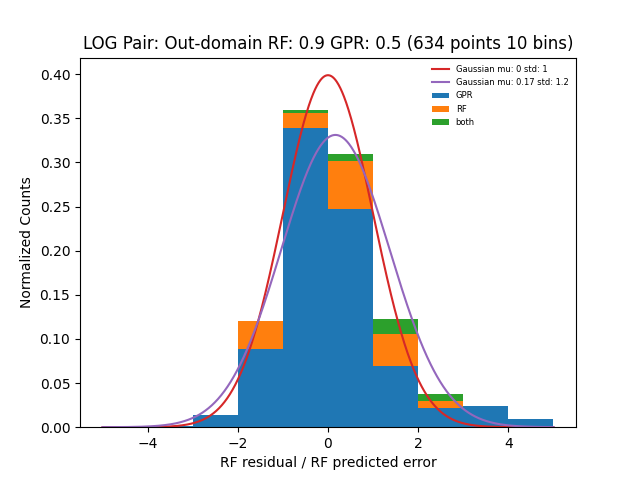 LOG Pair: Out-domain RF: 0.9 GPR: 0.5 (634 points 10 bins)
Gaussian mu: 0 std: 1
Gaussian mu: 0.17 std: 1.2
GPR
RF
both
Normalized Counts
0.40
0.35
0.30
0.25
0.20
0.15
0.10
0.05
0.00
−4
−2
0
2
4
RF residual / RF predicted error